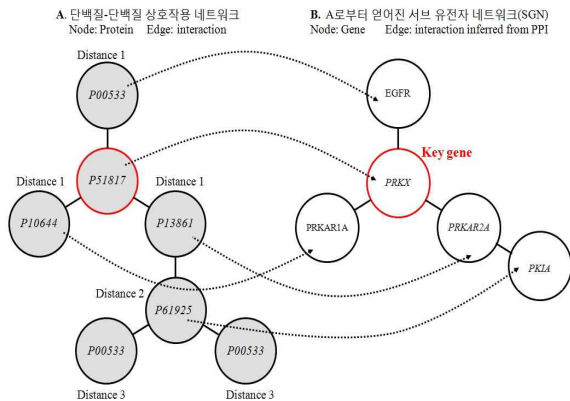 A. 단백질-단백질 상호작용 네트워크
Node: Protein Edge: interaction
B. A로부터 얻어진 서브 유전자 네트워크(SGN)
Node: Gene Edge: interaction inferred from PPI
Distance 1
P00533
P51817
Distance 1
P10644
Distance 1
P13861
Distance 2
P61925
P00533
P00533
Distance 3
Distance 3
EGFR
Key gene
PRKX
PRKAR1A
PRKAR2A
PKIA